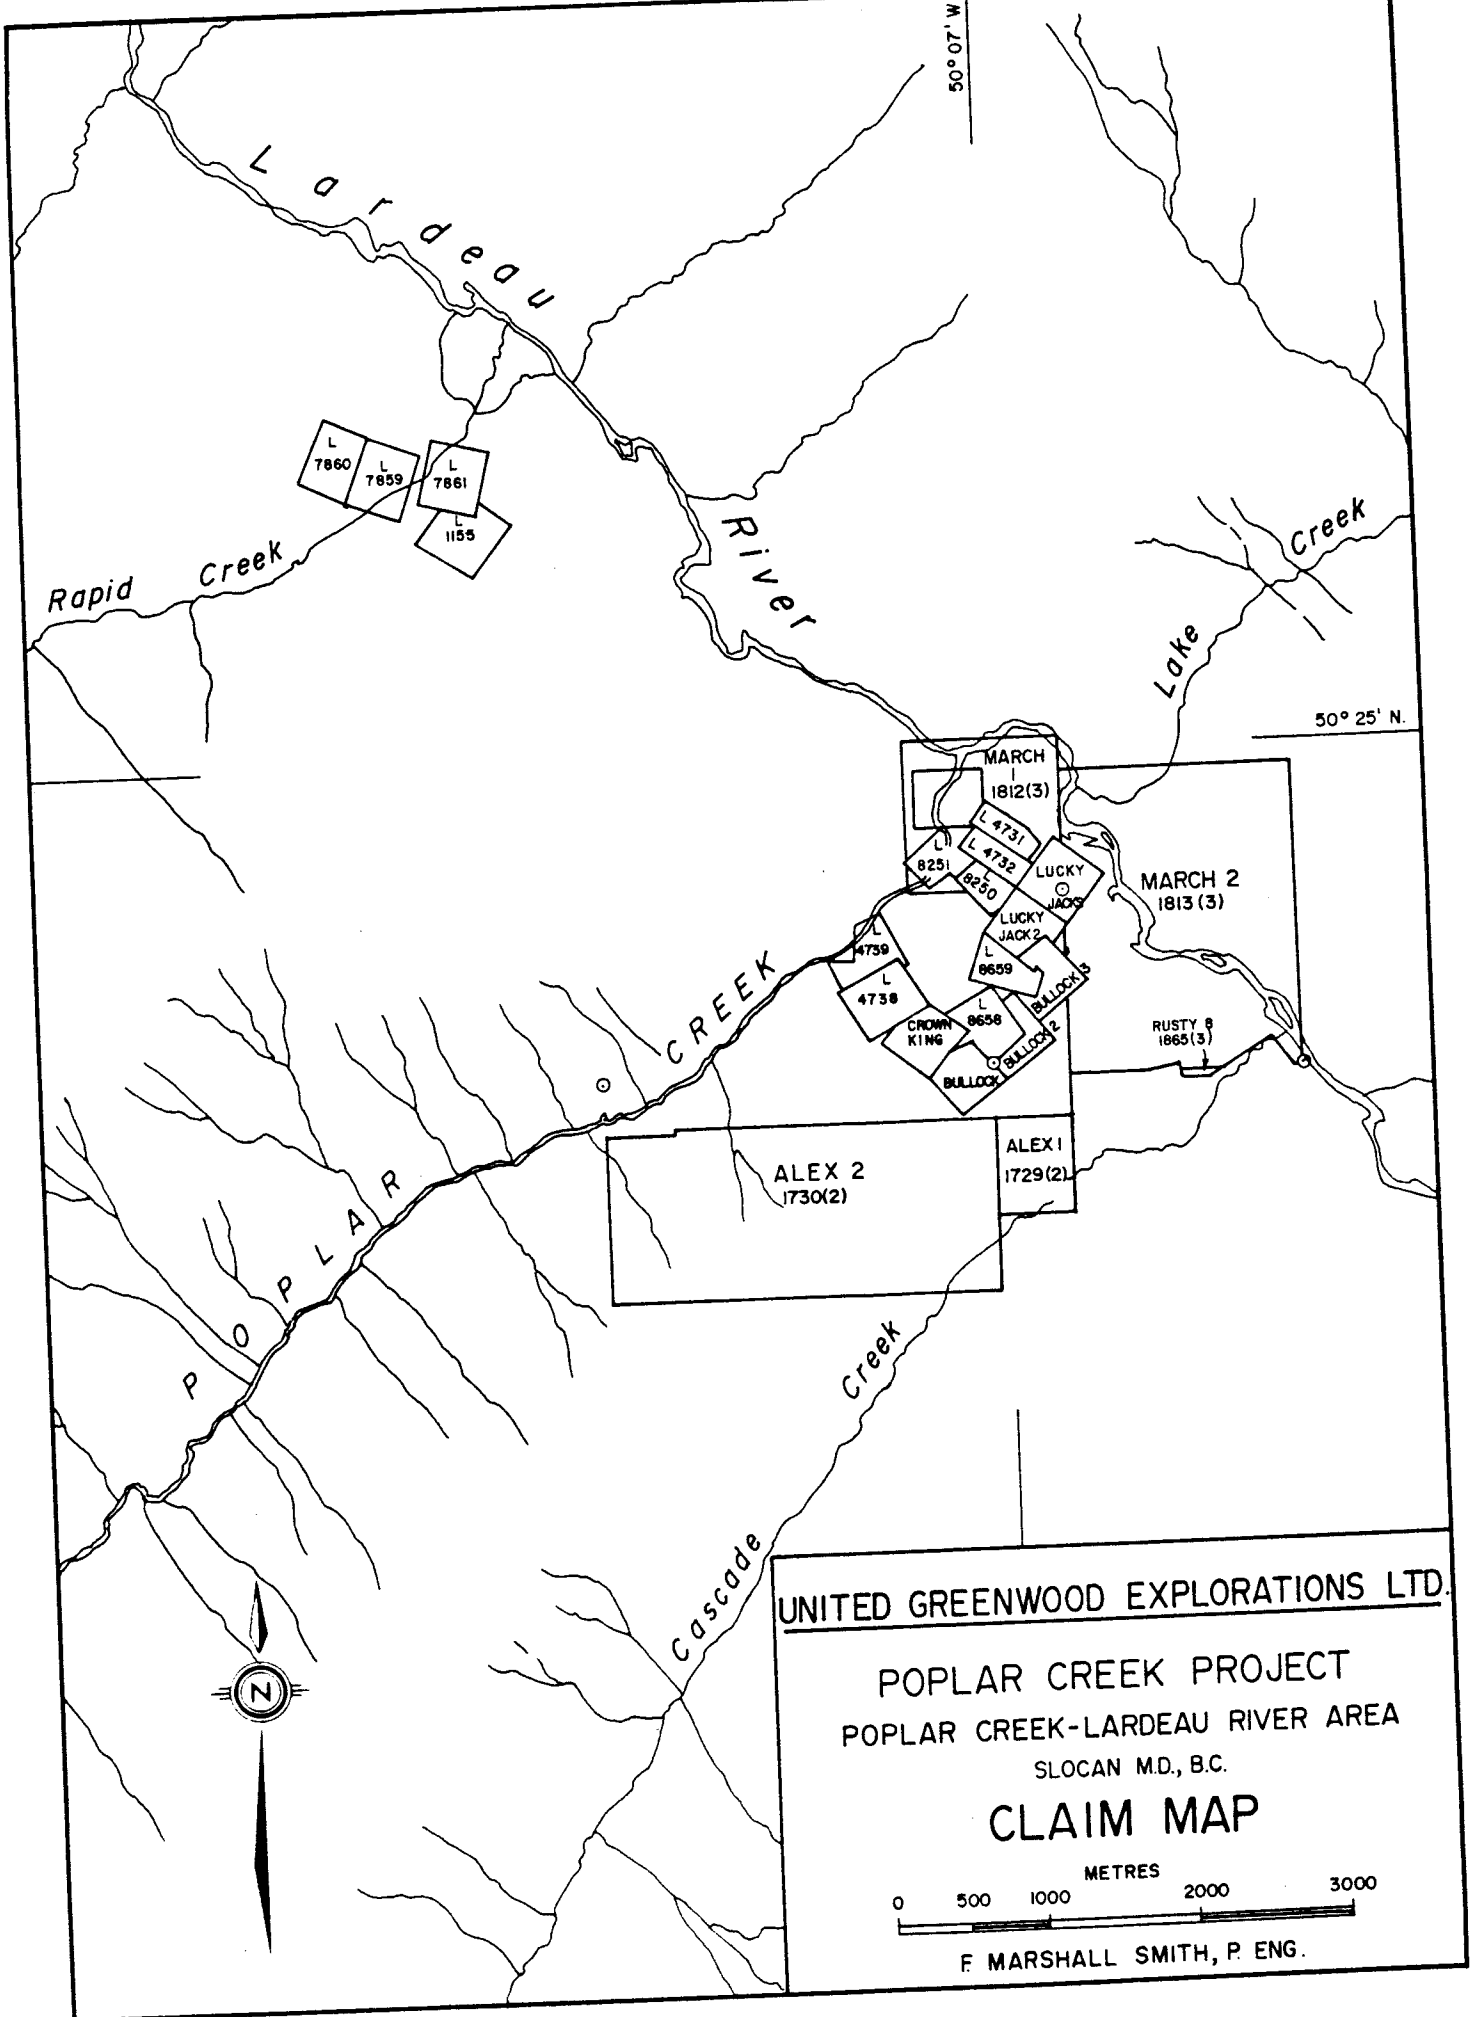 50° 07' W
Lardeau
River
L
7860
L
7859
L
7861
L
1155
Rapid Creek
Lake Creek
50° 25' N.
MARCH
1
1812(3)
L 4731
L 4732
L
8251
L
8250
LUCKY
JACK3
LUCKY
JACK 2
MARCH 2
1813 (3)
L
4739
L
4738
L
8659
BULLOCK 3
L
8658
CROWN
KING
BULLOCK 2
BULLOCK
RUSTY 8
1865(3)
POPLAR CREEK
ALEX 2
1730(2)
ALEX 1
1729(2)
Cascade Creek
N
UNITED GREENWOOD EXPLORATIONS LTD.
POPLAR CREEK PROJECT
POPLAR CREEK-LARDEAU RIVER AREA
SLOCAN M.D., B.C.
CLAIM MAP
METRES
0 500 1000 2000 3000
F. MARSHALL SMITH, P. ENG.